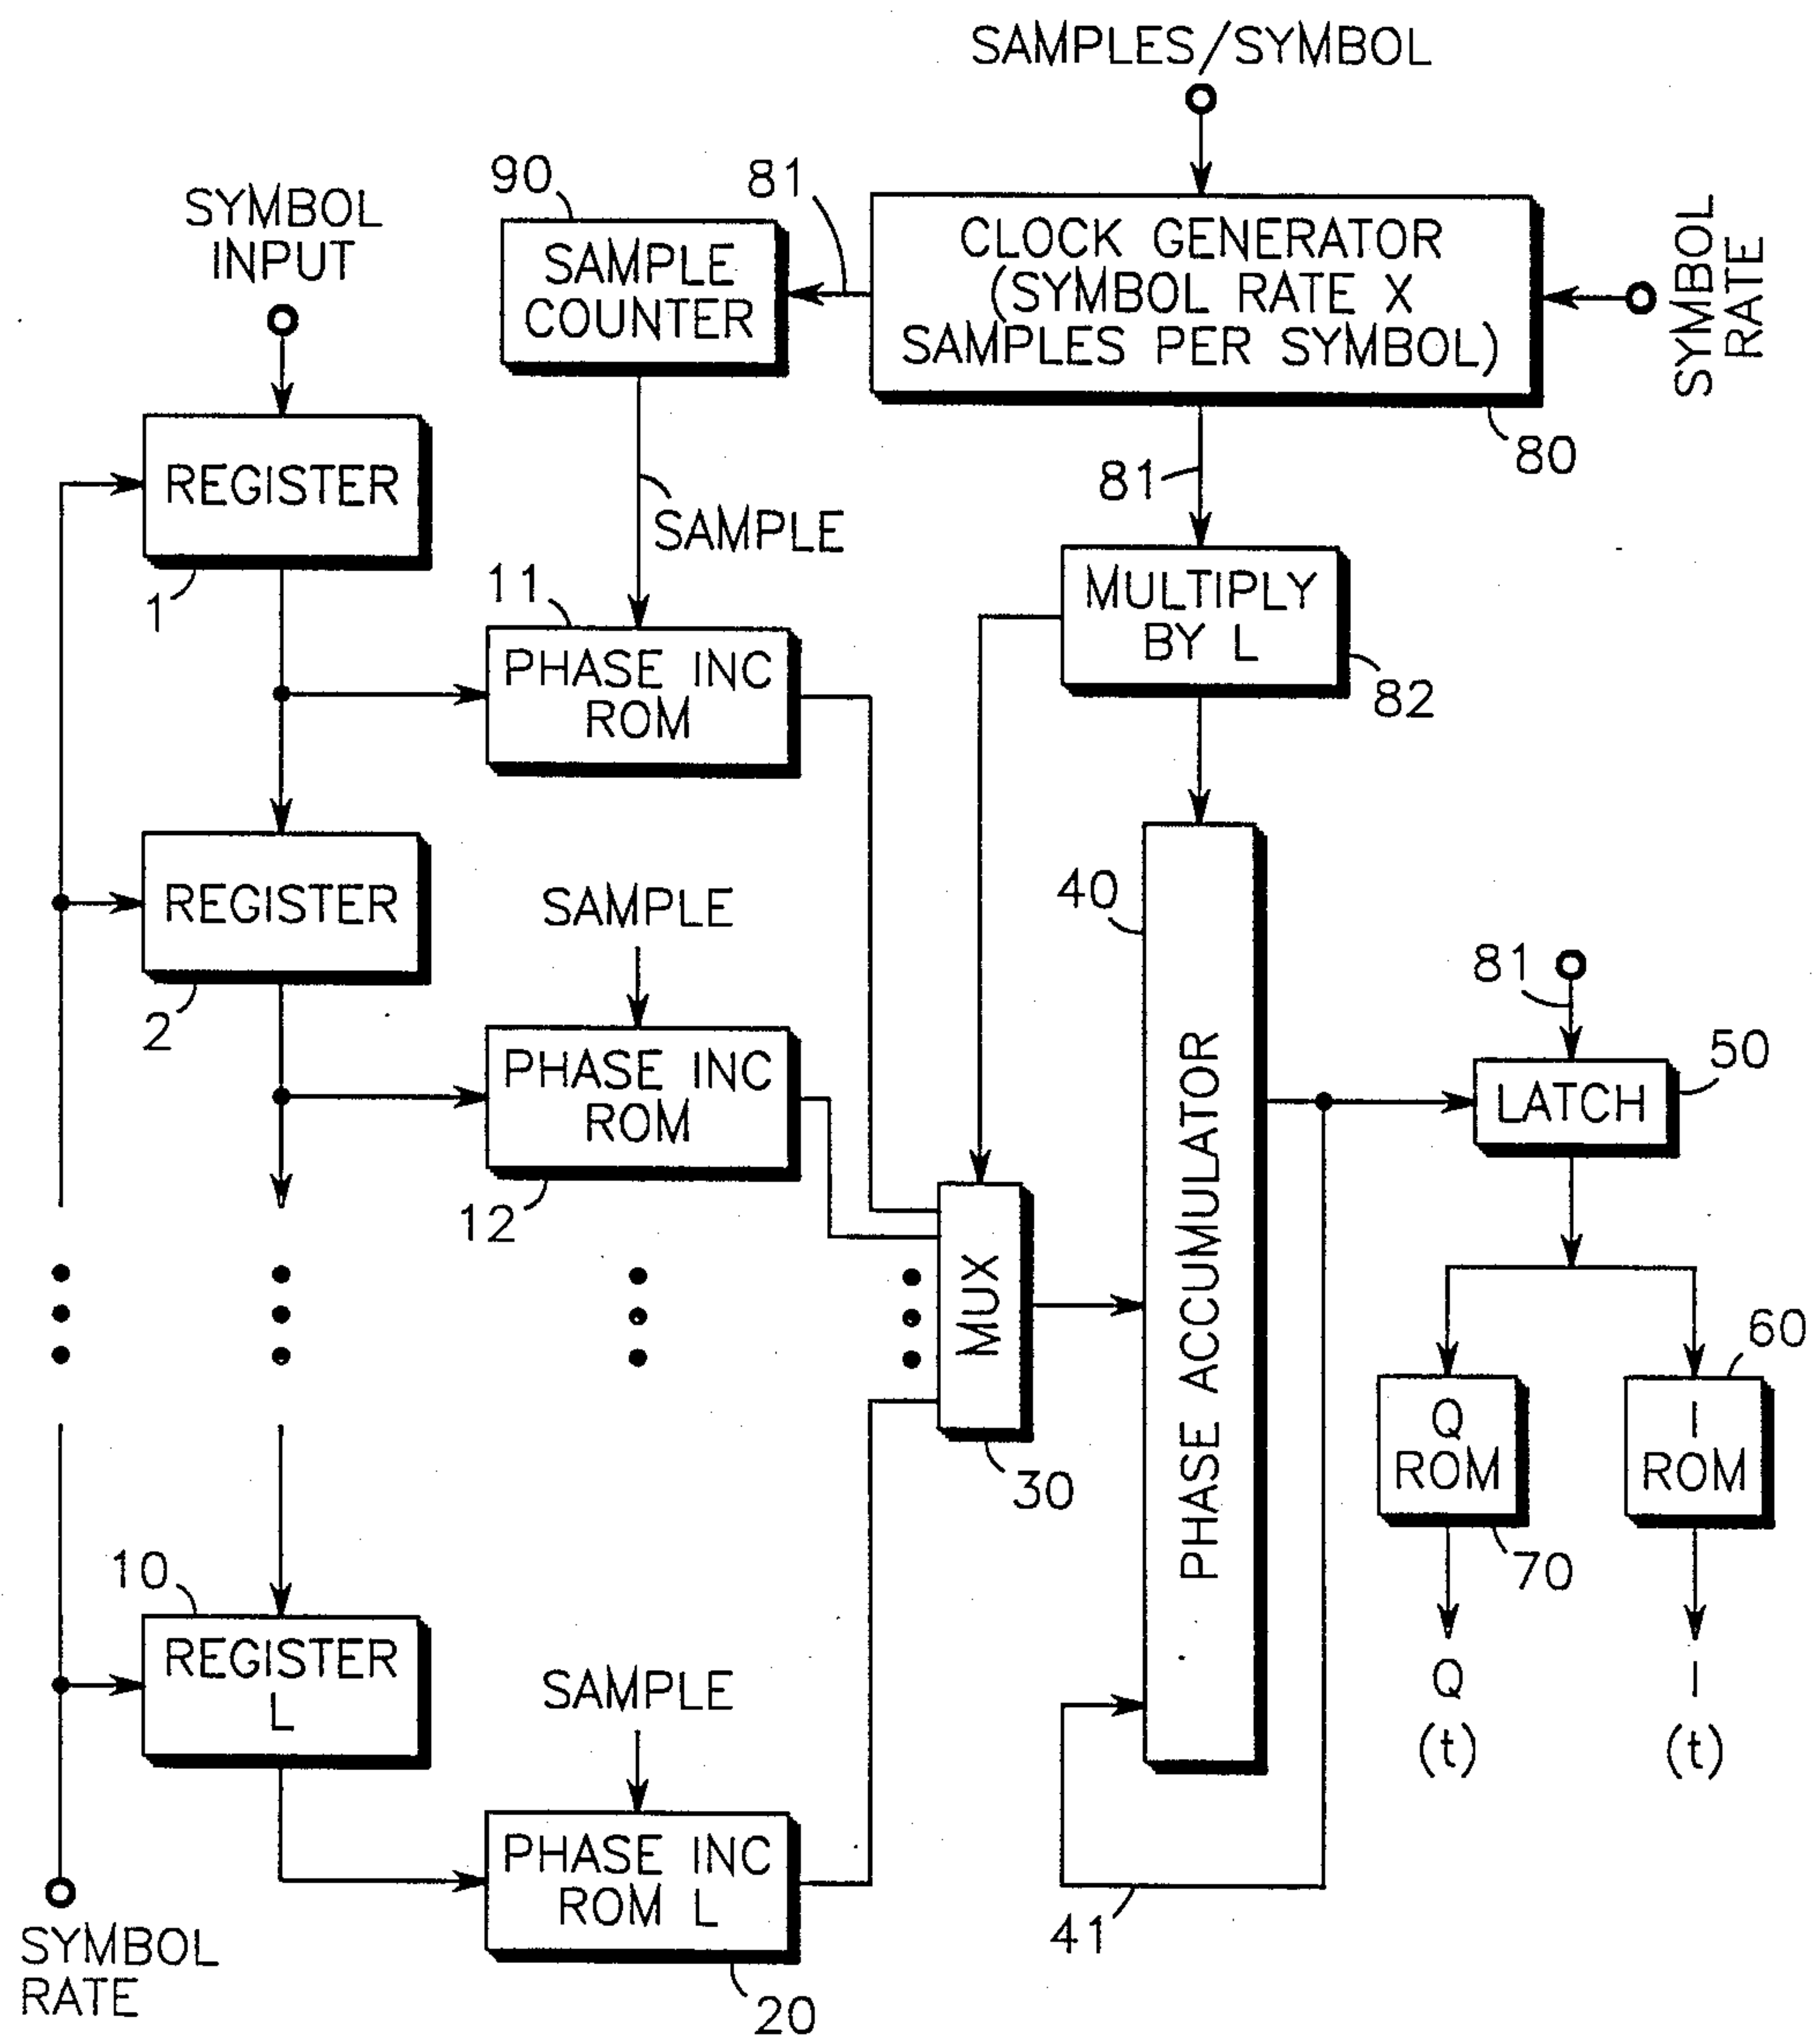 SAMPLES/SYMBOL
90
81
SYMBOL
INPUT
SAMPLE
COUNTER
CLOCK GENERATOR
(SYMBOL RATE X
SAMPLES PER SYMBOL)
SYMBOL
RATE
80
81
REGISTER
SAMPLE
1
11
PHASE INC
ROM
MULTIPLY
BY L
82
REGISTER
2
SAMPLE
40
81
50
PHASE INC
ROM
12
LATCH
MUX
30
PHASE ACCUMULATOR
60
Q
ROM
I
ROM
70
10
REGISTER
L
SAMPLE
Q
(t)
I
(t)
PHASE INC
ROM L
20
41
SYMBOL
RATE